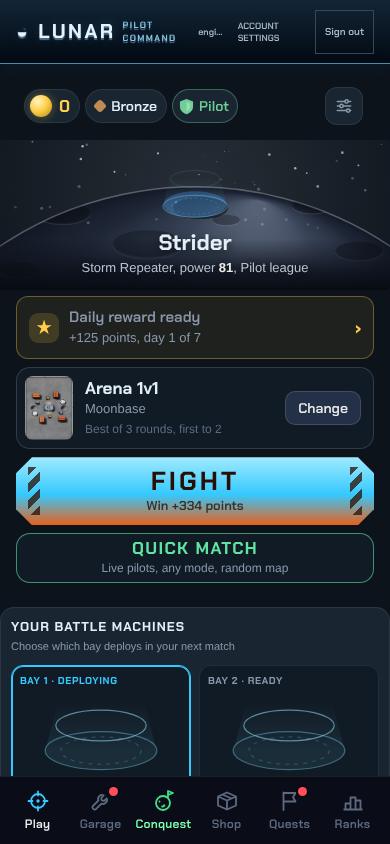 LUNAR
PILOT
COMMAND
engi...
ACCOUNT
SETTINGS
Sign out
0
Bronze
Pilot
Strider
Storm Repeater, power 81, Pilot league
Daily reward ready
+125 points, day 1 of 7
›
Arena 1v1
Moonbase
Best of 3 rounds, first to 2
Change
FIGHT
Win +334 points
QUICK MATCH
Live pilots, any mode, random map
YOUR BATTLE MACHINES
Choose which bay deploys in your next match
BAY 1 · DEPLOYING
BAY 2 · READY
Play
Garage
Conquest
Shop
Quests
Ranks